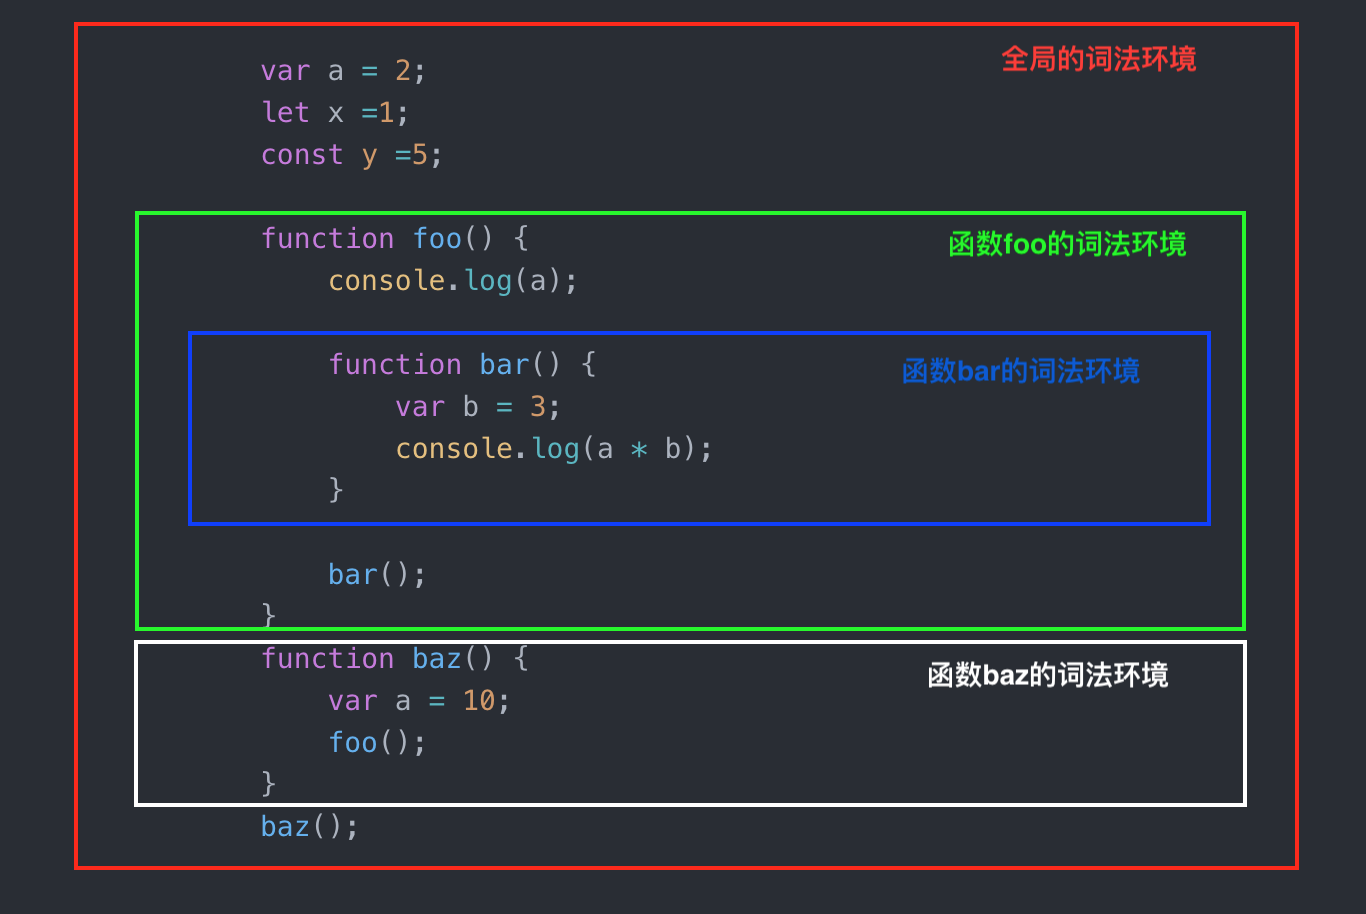 全局的词法环境
var a = 2;
let x =1;
const y =5;
function foo() {
函数foo的词法环境
console.log(a);
function bar() {
函数bar的词法环境
var b = 3;
console.log(a * b);
}
bar();
}
function baz() {
函数baz的词法环境
var a = 10;
foo();
}
baz();